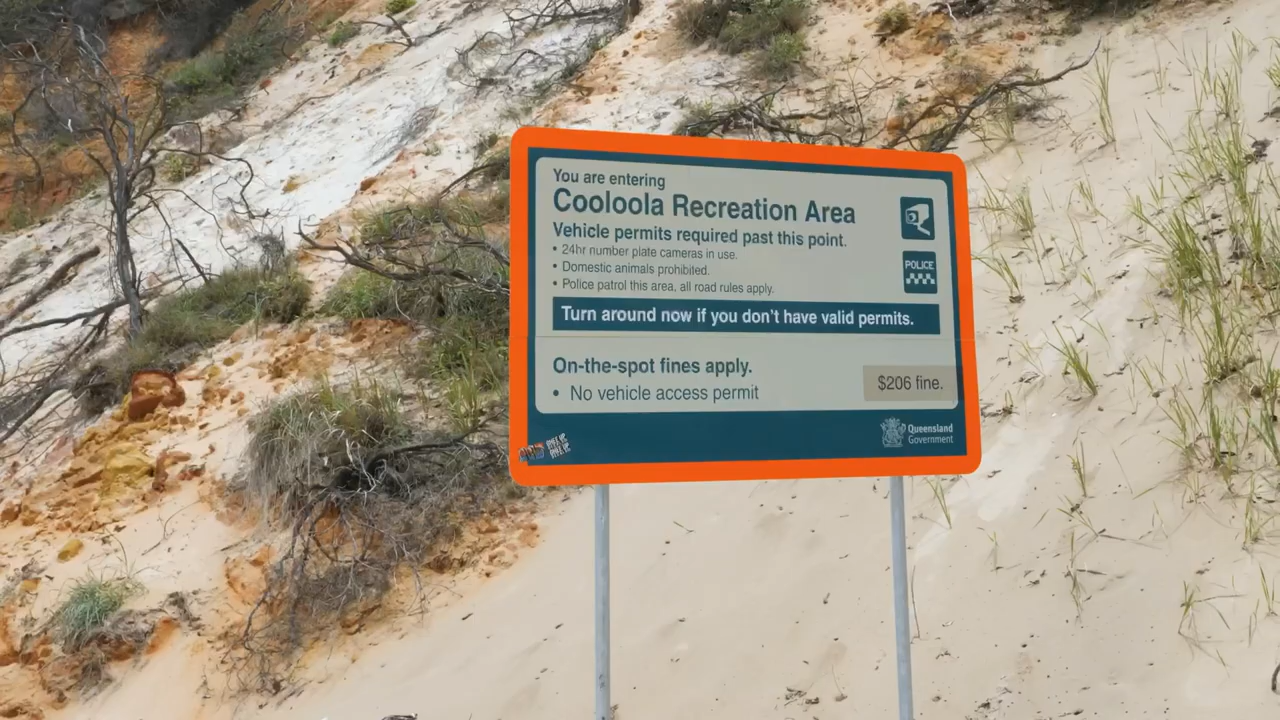 You are entering
Cooloola Recreation Area
Vehicle permits required past this point.
• 24hr number plate cameras in use.
• Domestic animals prohibited.
• Police patrol this area, all road rules apply.
POLICE
Turn around now if you don't have valid permits.
On-the-spot fines apply.
• No vehicle access permit
$206 fine.
Queensland
Government